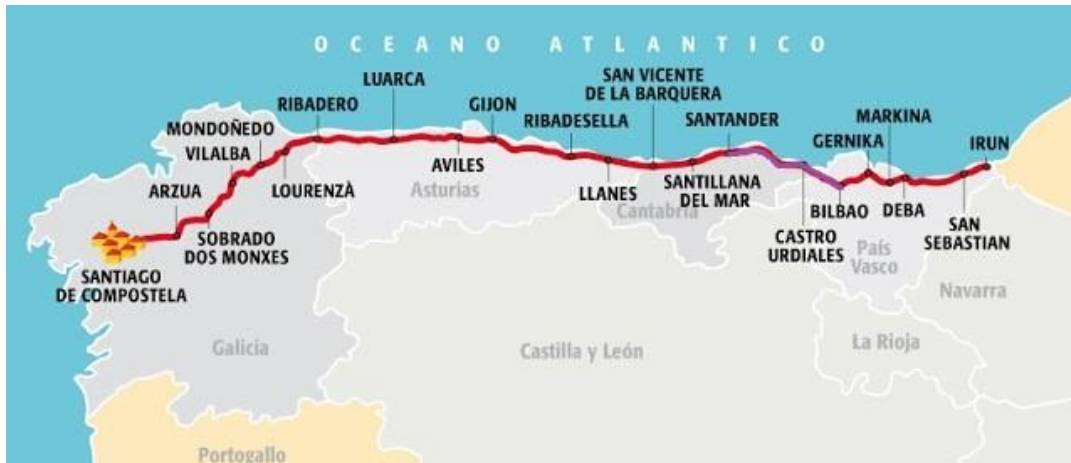 OCEANO ATLANTICO
LUARCA
RIBADERO
MONDOÑEDO
VILALBA
ARZUA
LOURENZÀ
SOBRADO
DOS MONXES
SANTIAGO
DE COMPOSTELA
GIJON
AVILES
RIBADESELLA
LLANES
SAN VICENTE
DE LA BARQUERA
SANTILLANA
DEL MAR
SANTANDER
CASTRO
URDIALES
BILBAO
GERNIKA
MARKINA
DEBA
SAN
SEBASTIAN
IRUN
Asturias
Cantabria
País
Vasco
Navarra
La Rioja
Castilla y León
Galicia
Portogallo